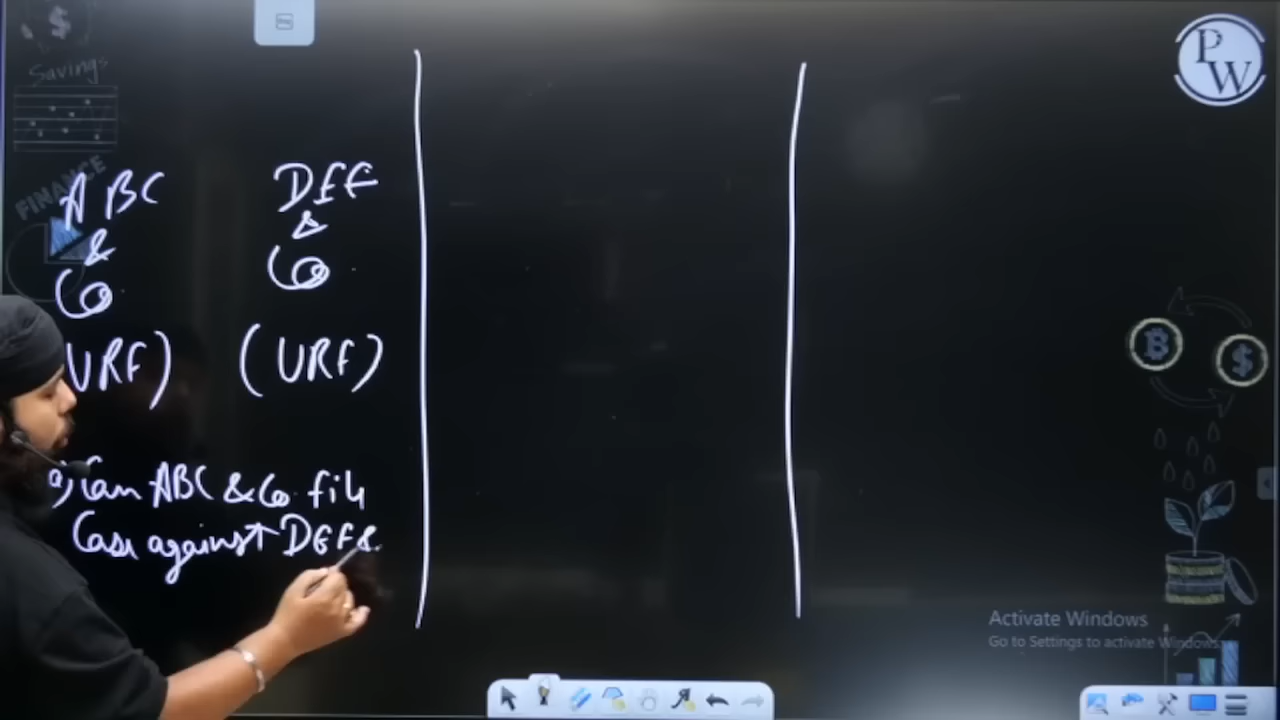 Savings
FINANCE
PW
ABC
&
Co
URF)
DEF
&
Co
(URF)
a) Can ABC & Co file
Case against DEF &
B
$
Activate Windows
Go to Settings to activate Windows.